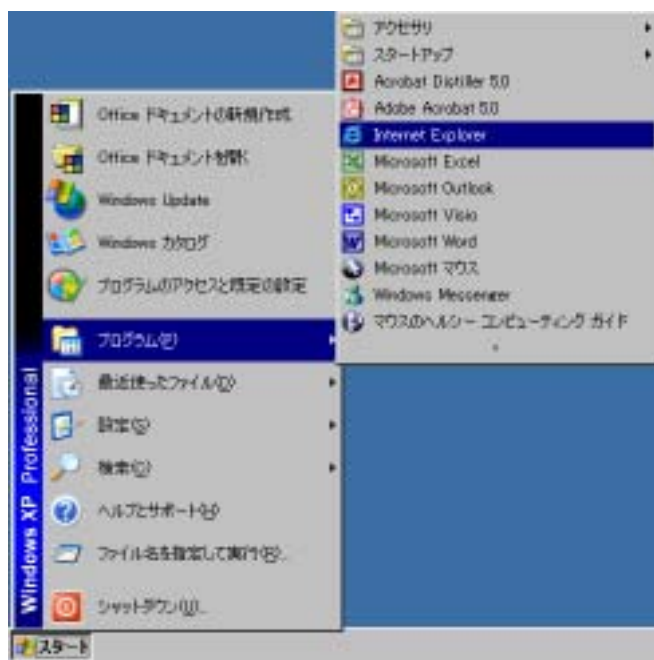 アクセサリ
スタートアップ
Acrobat Distiller 5.0
Adobe Acrobat 5.0
Internet Explorer
Microsoft Excel
Microsoft Outlook
Microsoft Visio
Microsoft Word
Microsoft マウス
Windows Messenger
マウスのヘルシー コンピューティング ガイド
Office ドキュメントの新規作成
Office ドキュメントを開く
Windows Update
Windows カタログ
プログラムのアクセスと既定の設定
プログラム(P)
最近使ったファイル(D)
設定(S)
検索(C)
ヘルプとサポート(H)
ファイル名を指定して実行(R)...
シャットダウン(U)...
Windows XP Professional
スタート